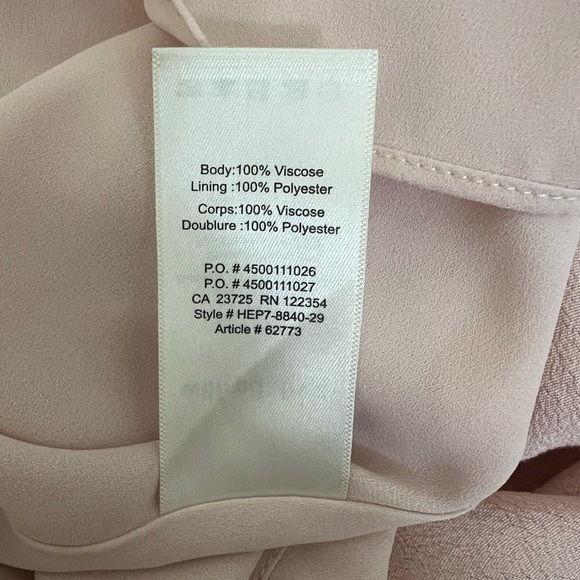 Body:100% Viscose
Lining :100% Polyester
Corps:100% Viscose
Doublure :100% Polyester
P.O. # 4500111026
P.O. # 4500111027
CA 23725 RN 122354
Style # HEP7-8840-29
Article # 62773